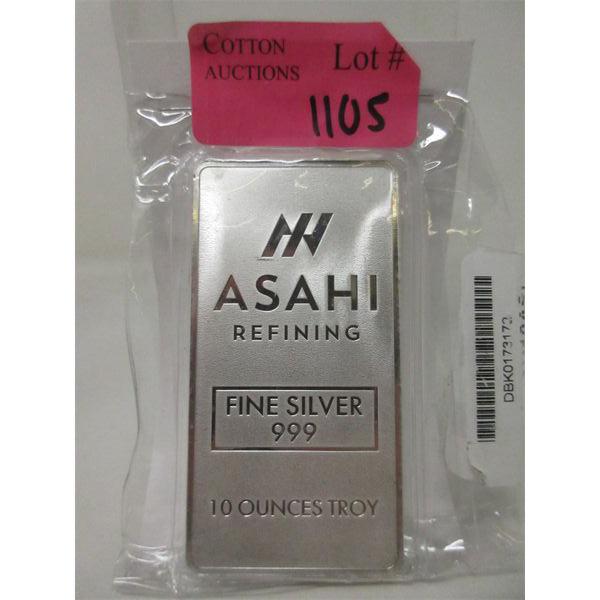 COTTON AUCTIONS
Lot #
1105
ASAHI
REFINING
FINE SILVER
999
10 OUNCES TROY
DBK0173172